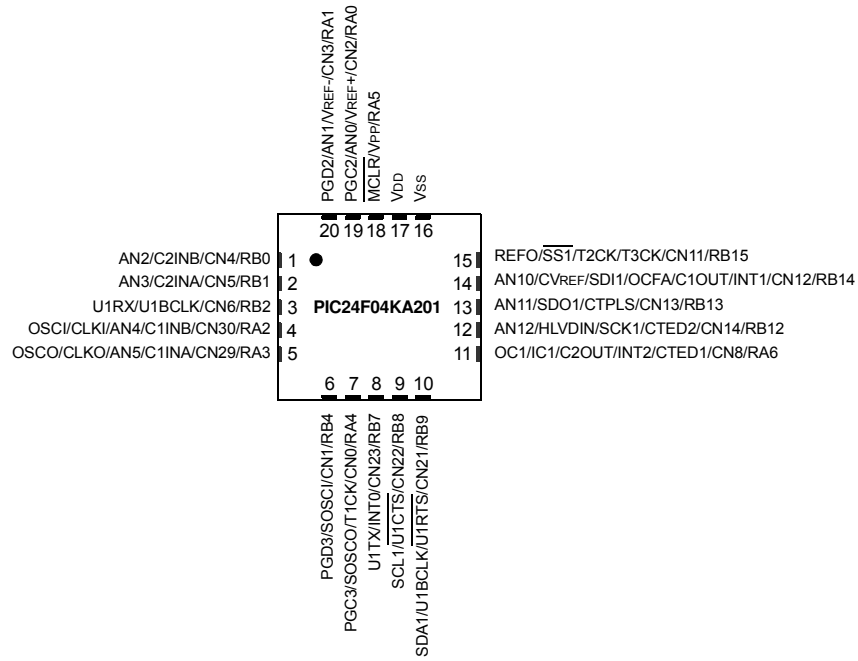 PGD2/AN1/VREF-/CN3/RA1
PGC2/AN0/VREF+/CN2/RA0
MCLR/VPP/RA5
VDD
VSS
20 19 18 17 16
AN2/C2INB/CN4/RB0 1
AN3/C2INA/CN5/RB1 2
U1RX/U1BCLK/CN6/RB2 3
OSCI/CLKI/AN4/C1INB/CN30/RA2 4
OSCO/CLKO/AN5/C1INA/CN29/RA3 5
PIC24F04KA201
15 REFO/SS1/T2CK/T3CK/CN11/RB15
14 AN10/CVREF/SDI1/OCFA/C1OUT/INT1/CN12/RB14
13 AN11/SDO1/CTPLS/CN13/RB13
12 AN12/HLVDIN/SCK1/CTED2/CN14/RB12
11 OC1/IC1/C2OUT/INT2/CTED1/CN8/RA6
6 7 8 9 10
PGD3/SOSCI/CN1/RB4
PGC3/SOSCO/T1CK/CN0/RA4
U1TX/INT0/CN23/RB7
SCL1/U1CTS/CN22/RB8
SDA1/U1BCLK/U1RTS/CN21/RB9